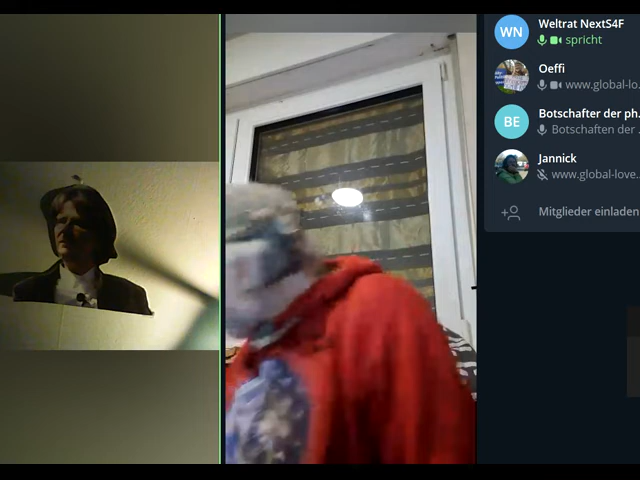 WN
Weltrat NextS4F
spricht
Oeffi
www.global-lo...
BE
Botschafter der ph...
Botschaften der ...
Jannick
www.global-love...
Mitglieder einladen